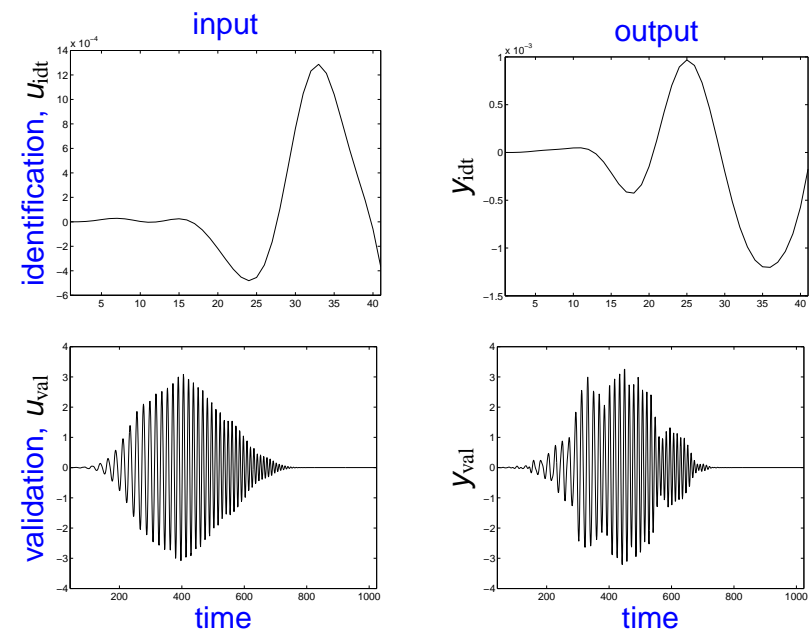 input
output
x 10⁻⁴
14
12
10
8
6
4
2
0
−2
−4
−6
5 10 15 20 25 30 35 40
identification, u_idt
x 10⁻³
1
0.5
0
−0.5
−1
−1.5
5 10 15 20 25 30 35 40
y_idt
4
3
2
1
0
−1
−2
−3
−4
200 400 600 800 1000
validation, u_val
time
4
3
2
1
0
−1
−2
−3
−4
200 400 600 800 1000
y_val
time